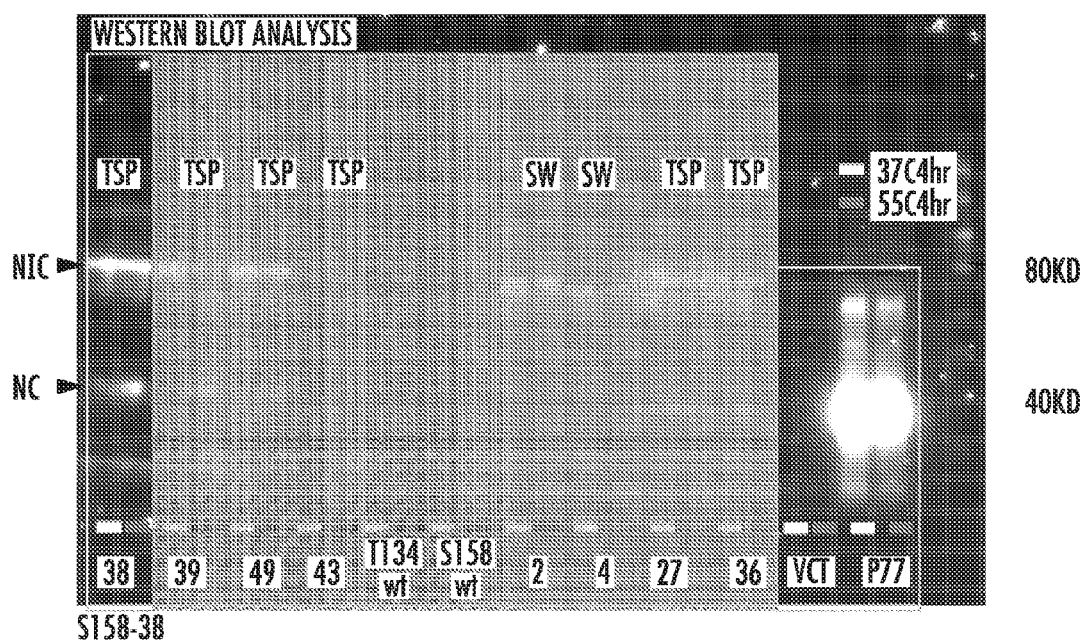 WESTERN BLOT ANALYSIS
TSP TSP TSP TSP SW SW TSP TSP
37C4hr
55C4hr
NIC 80KD
NC 40KD
38 39 49 43 T134 wt S158 wt 2 4 27 36 VCT P77
S158-38